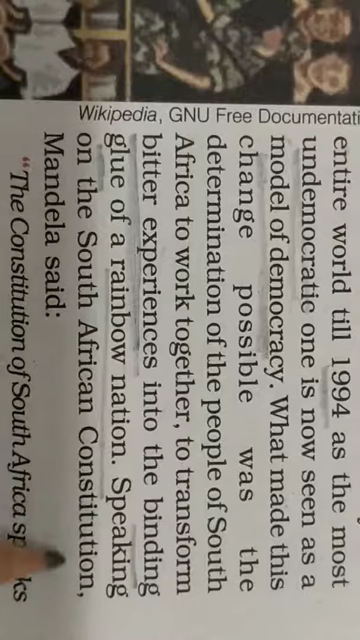 Wikipedia, GNU Free Documentati
entire world till 1994 as the most
undemocratic one is now seen as a
model of democracy. What made this
change possible was the
determination of the people of South
Africa to work together, to transform
bitter experiences into the binding
glue of a rainbow nation. Speaking
on the South African Constitution,
Mandela said:
“The Constitution of South Africa sp ks